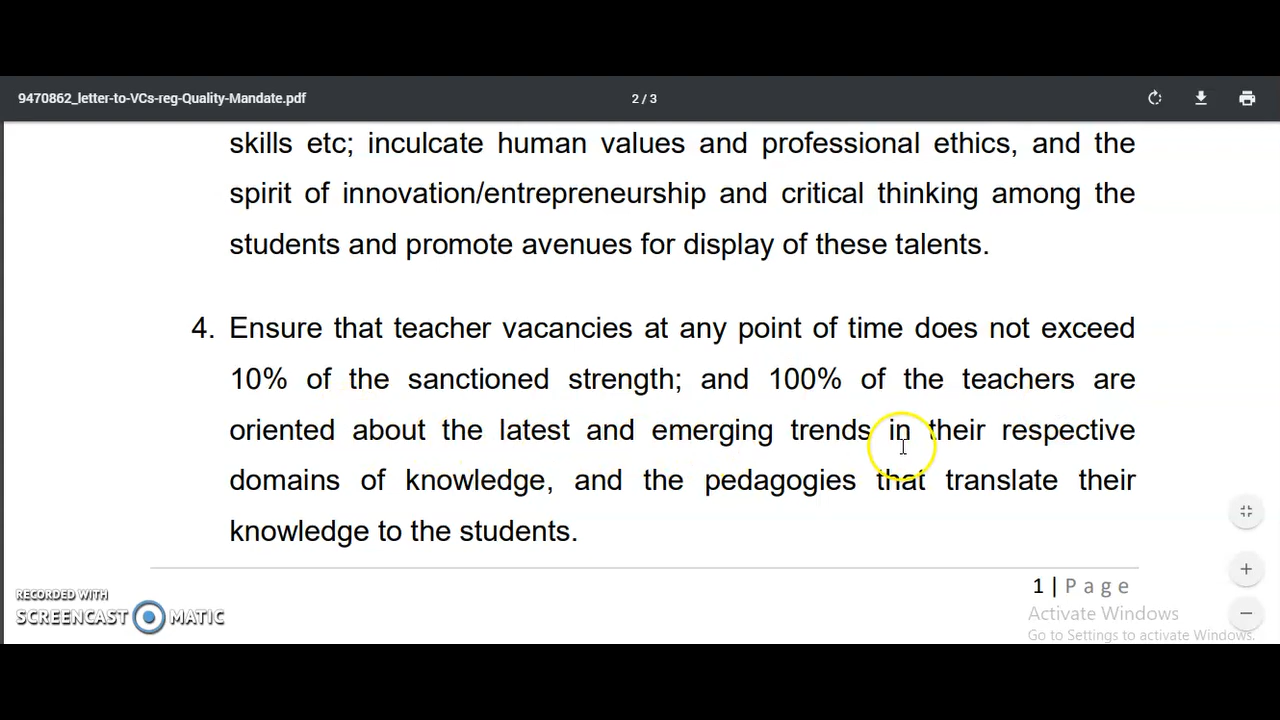 9470862_letter-to-VCs-reg-Quality-Mandate.pdf
2 / 3
skills etc; inculcate human values and professional ethics, and the
spirit of innovation/entrepreneurship and critical thinking among the
students and promote avenues for display of these talents.
4. Ensure that teacher vacancies at any point of time does not exceed
10% of the sanctioned strength; and 100% of the teachers are
oriented about the latest and emerging trends in their respective
domains of knowledge, and the pedagogies that translate their
knowledge to the students.
1 | Page
Activate Windows
Go to Settings to activate Windows.
RECORDED WITH
SCREENCAST MATIC